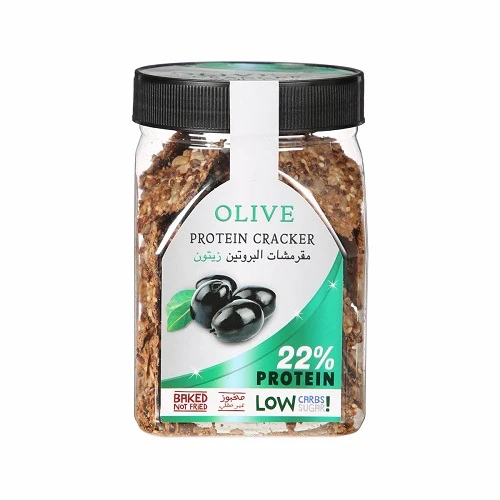 OLIVE
PROTEIN CRACKER
مقرمشات البروتين زيتون
22%
PROTEIN
BAKED
NOT FRIED
مخبوز
غير مقلي
LOW CARBS
SUGAR!